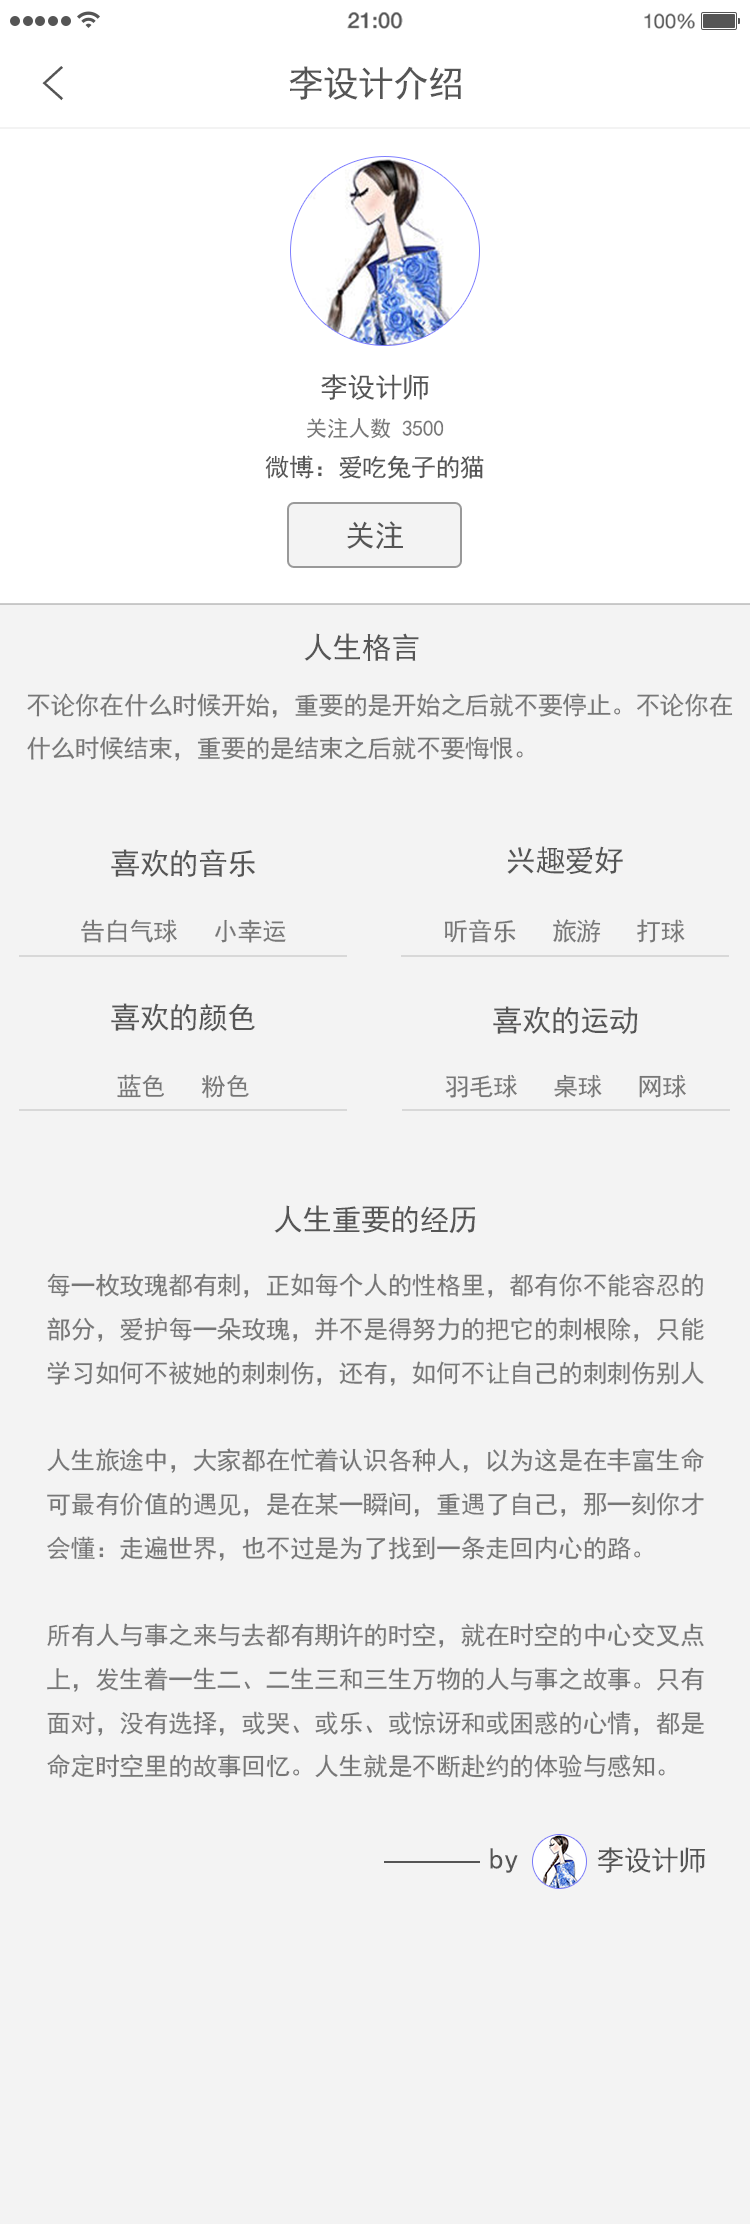 21:00
100%
李设计介绍
李设计师
关注人数 3500
微博：爱吃兔子的猫
关注
人生格言
不论你在什么时候开始，重要的是开始之后就不要停止。不论你在
什么时候结束，重要的是结束之后就不要悔恨。
喜欢的音乐
兴趣爱好
告白气球 小幸运
听音乐 旅游 打球
喜欢的颜色
喜欢的运动
蓝色 粉色
羽毛球 桌球 网球
人生重要的经历
每一枚玫瑰都有刺，正如每个人的性格里，都有你不能容忍的
部分，爱护每一朵玫瑰，并不是得努力的把它的刺根除，只能
学习如何不被她的刺刺伤，还有，如何不让自己的刺刺伤别人
人生旅途中，大家都在忙着认识各种人，以为这是在丰富生命
可最有价值的遇见，是在某一瞬间，重遇了自己，那一刻你才
会懂：走遍世界，也不过是为了找到一条走回内心的路。
所有人与事之来与去都有期许的时空，就在时空的中心交叉点
上，发生着一生二、二生三和三生万物的人与事之故事。只有
面对，没有选择，或哭、或乐、或惊讶和或困惑的心情，都是
命定时空里的故事回忆。人生就是不断赴约的体验与感知。
by 李设计师